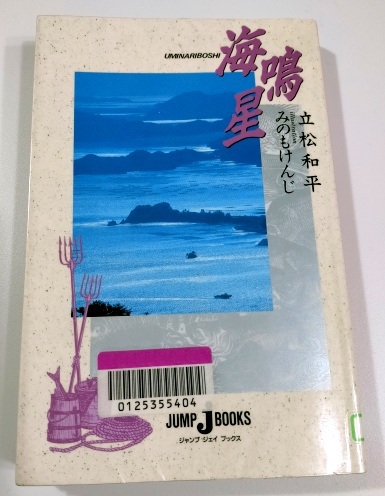 UMINARIBOSHI
海鳴星
立松和平
みのもけんじ
0125355404
JUMP J BOOKS
ジャンプ ジェイ ブックス
C